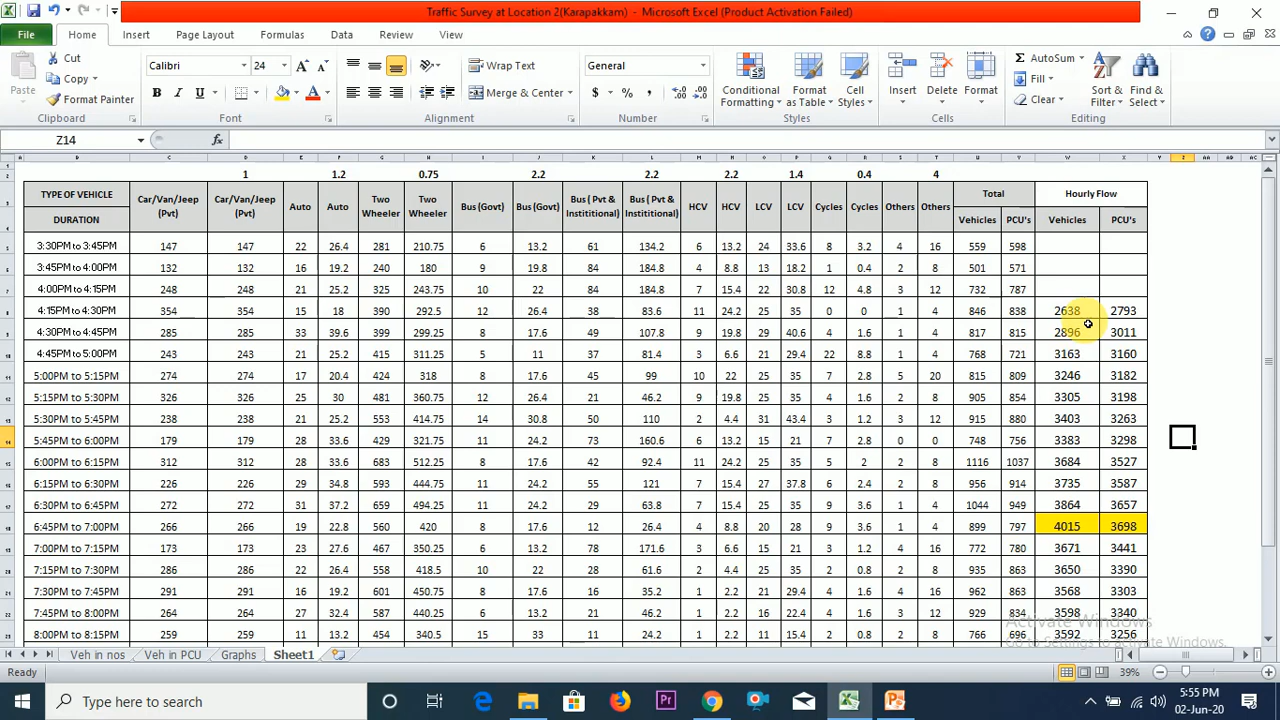 Traffic Survey at Location 2(Karapakkam) - Microsoft Excel (Product Activation Failed)
File Home Insert Page Layout Formulas Data Review View
Cut
Calibri 24 General
Wrap Text
AutoSum
Copy
Fill
Paste Format Painter
Merge & Center
Conditional Formatting Format as Table Cell Styles Insert Delete Format
Clear
Sort & Filter Find & Select
Clipboard Font Alignment Number Styles Cells Editing
Z14
1 1.2 0.75 2.2 2.2 2.2 1.4 0.4 4
TYPE OF VEHICLE Car/Van/Jeep (Pvt) Car/Van/Jeep (Pvt) Auto Auto Two Wheeler Two Wheeler Bus (Govt) Bus (Govt) Bus ( Pvt & Instititional) Bus ( Pvt & Instititional) HCV HCV LCV LCV Cycles Cycles Others Others Total Hourly Flow
DURATION Vehicles PCU's Vehicles PCU's
3:30PM to 3:45PM 147 147 22 26.4 281 210.75 6 13.2 61 134.2 6 13.2 24 33.6 8 3.2 4 16 559 598
3:45PM to 4:00PM 132 132 16 19.2 240 180 9 19.8 84 184.8 4 8.8 13 18.2 1 0.4 2 8 501 571
4:00PM to 4:15PM 248 248 21 25.2 325 243.75 10 22 84 184.8 7 15.4 22 30.8 12 4.8 3 12 732 787
4:15PM to 4:30PM 354 354 15 18 390 292.5 12 26.4 38 83.6 11 24.2 25 35 0 0 1 4 846 838 2638 2793
4:30PM to 4:45PM 285 285 33 39.6 399 299.25 8 17.6 49 107.8 9 19.8 29 40.6 4 1.6 1 4 817 815 2896 3011
4:45PM to 5:00PM 243 243 21 25.2 415 311.25 5 11 37 81.4 3 6.6 21 29.4 22 8.8 1 4 768 721 3163 3160
5:00PM to 5:15PM 274 274 17 20.4 424 318 8 17.6 45 99 10 22 25 35 7 2.8 5 20 815 809 3246 3182
5:15PM to 5:30PM 326 326 25 30 481 360.75 12 26.4 21 46.2 9 19.8 25 35 4 1.6 2 8 905 854 3305 3198
5:30PM to 5:45PM 238 238 21 25.2 553 414.75 14 30.8 50 110 2 4.4 31 43.4 3 1.2 3 12 915 880 3403 3263
5:45PM to 6:00PM 179 179 28 33.6 429 321.75 11 24.2 73 160.6 6 13.2 15 21 7 2.8 0 0 748 756 3383 3298
6:00PM to 6:15PM 312 312 28 33.6 683 512.25 8 17.6 42 92.4 11 24.2 25 35 5 2 2 8 1116 1037 3684 3527
6:15PM to 6:30PM 226 226 29 34.8 593 444.75 11 24.2 55 121 7 15.4 27 37.8 6 2.4 2 8 956 914 3735 3587
6:30PM to 6:45PM 272 272 31 37.2 659 494.25 11 24.2 29 63.8 7 15.4 25 35 9 3.6 1 4 1044 949 3864 3657
6:45PM to 7:00PM 266 266 19 22.8 560 420 8 17.6 12 26.4 4 8.8 20 28 9 3.6 1 4 899 797 4015 3698
7:00PM to 7:15PM 173 173 23 27.6 467 350.25 6 13.2 78 171.6 3 6.6 15 21 3 1.2 4 16 772 780 3671 3441
7:15PM to 7:30PM 286 286 22 26.4 558 418.5 10 22 28 61.6 2 4.4 25 35 2 0.8 2 8 935 863 3650 3390
7:30PM to 7:45PM 291 291 16 19.2 601 450.75 8 17.6 16 35.2 1 2.2 21 29.4 4 1.6 4 16 962 863 3568 3303
7:45PM to 8:00PM 264 264 27 32.4 587 440.25 6 13.2 21 46.2 1 2.2 16 22.4 4 1.6 3 12 929 834 3598 3340
8:00PM to 8:15PM 259 259 11 13.2 454 340.5 15 33 11 24.2 1 2.2 11 15.4 2 0.8 2 8 766 696 3592 3256
Activate Windows
Go to Settings to Activate Windows.
Veh in nos Veh in PCU Graphs Sheet1
Ready 39%
Type here to search 5:55 PM
02-Jun-20